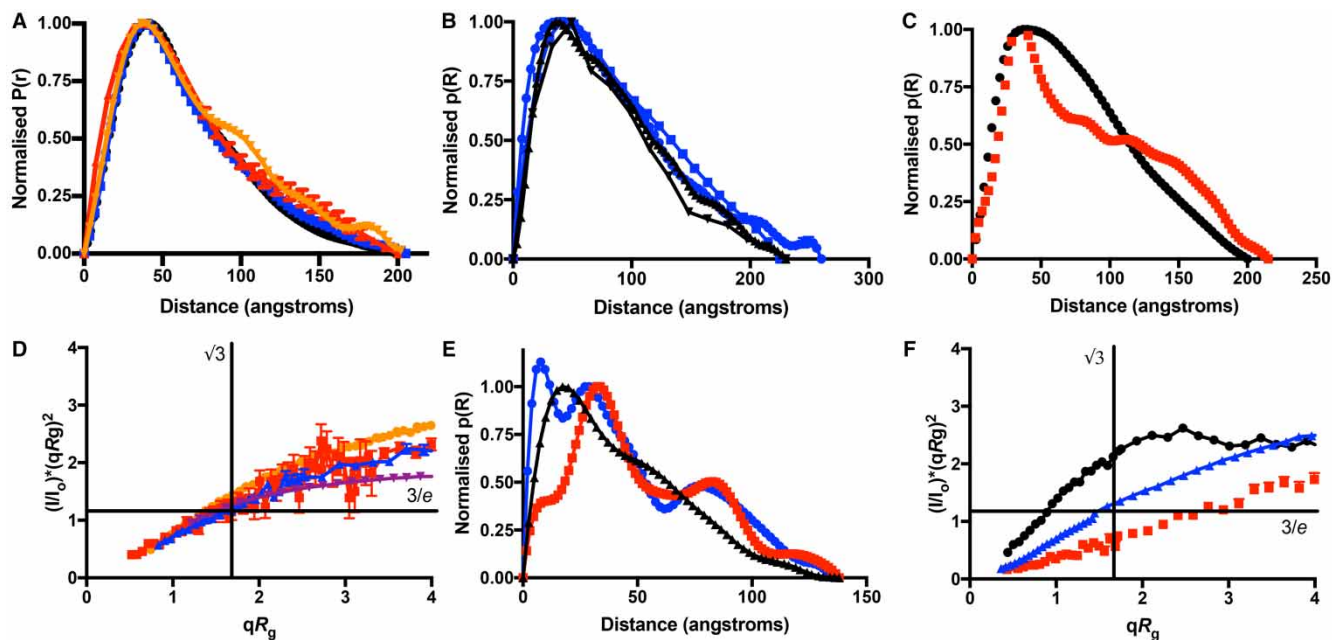 A
Normalised P(r)
1.00
0.75
0.50
0.25
0.00
0 50 100 150 200
Distance (angstroms)
B
Normalised p(R)
1.00
0.75
0.50
0.25
0.00
0 100 200 300
Distance (angstroms)
C
Normalised p(R)
1.00
0.75
0.50
0.25
0.00
0 50 100 150 200 250
Distance (angstroms)
D
(I/Io)*(qRg)2
4
3
2
1
0
√3
3/e
0 1 2 3 4
qRg
E
Normalised p(R)
1.00
0.75
0.50
0.25
0.00
0 50 100 150
Distance (angstroms)
F
(I/Io)*(qRg)2
4
3
2
1
0
√3
3/e
0 1 2 3 4
qRg